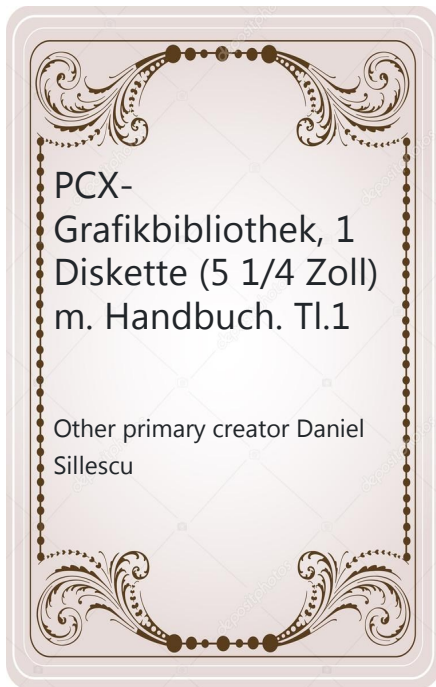 PCX-
Grafikbibliothek, 1
Diskette (5 1/4 Zoll)
m. Handbuch. Tl.1
Other primary creator Daniel
Sillescu